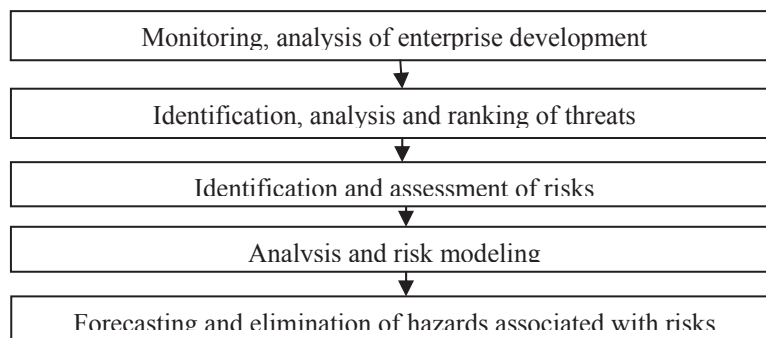 Monitoring, analysis of enterprise development
Identification, analysis and ranking of threats
Identification and assessment of risks
Analysis and risk modeling
Forecasting and elimination of hazards associated with risks